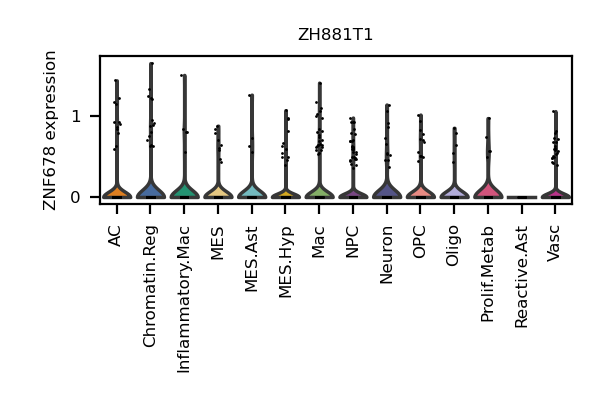 ZH881T1
ZNF678 expression
1
0
AC
Chromatin.Reg
Inflammatory.Mac
MES
MES.Ast
MES.Hyp
Mac
NPC
Neuron
OPC
Oligo
Prolif.Metab
Reactive.Ast
Vasc